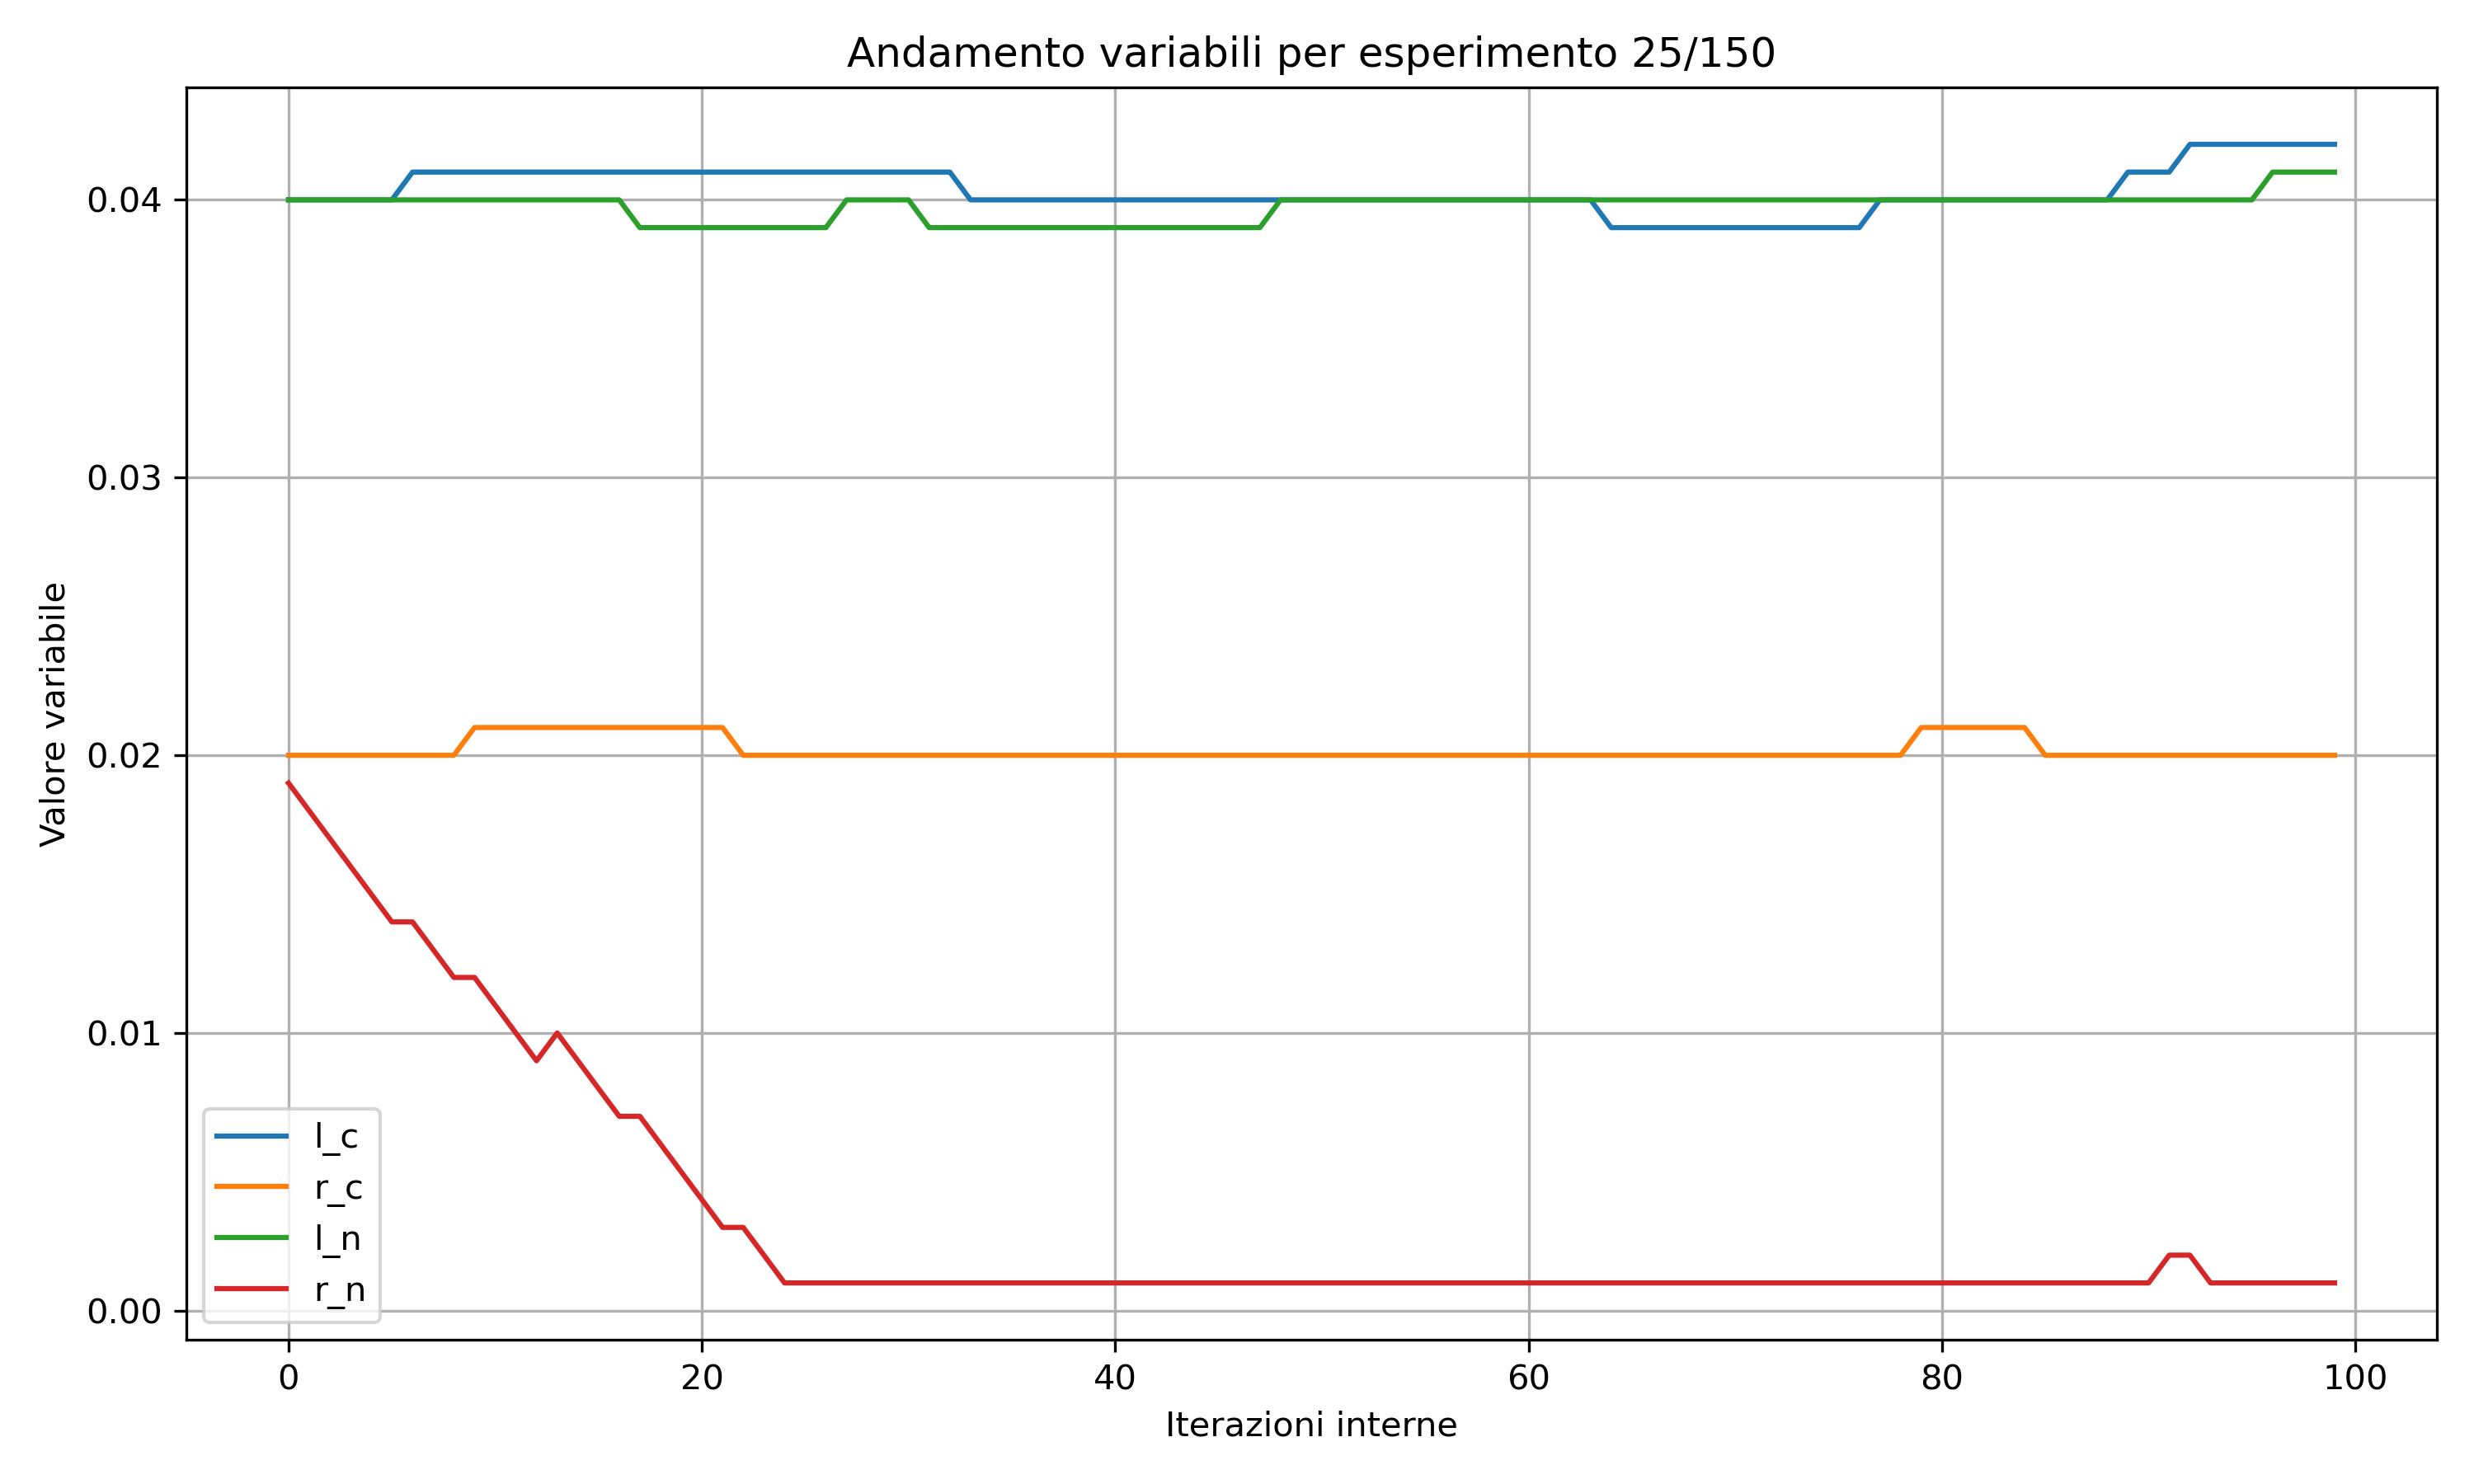 Andamento variabili per esperimento 25/150
Valore variabile
0.04
0.03
0.02
0.01
0.00
l_c
r_c
l_n
r_n
0 20 40 60 80 100
Iterazioni interne